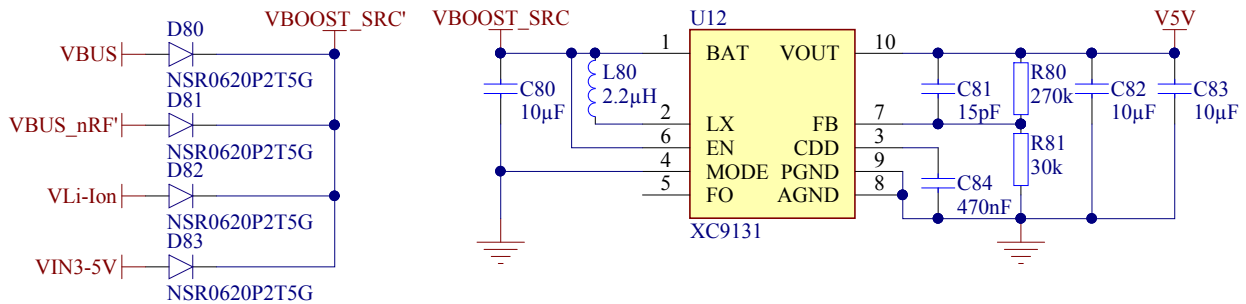 VBOOST_SRC'
D80
VBUS
NSR0620P2T5G
D81
VBUS_nRF'
NSR0620P2T5G
D82
VLi-Ion
NSR0620P2T5G
D83
VIN3-5V
NSR0620P2T5G
VBOOST_SRC
C80
10µF
L80
2.2µH
U12
1 BAT
2 LX
6 EN
4 MODE
5 FO
VOUT 10
FB 7
CDD 3
PGND 9
AGND 8
XC9131
V5V
C81
15pF
R80
270k
R81
30k
C84
470nF
C82
10µF
C83
10µF